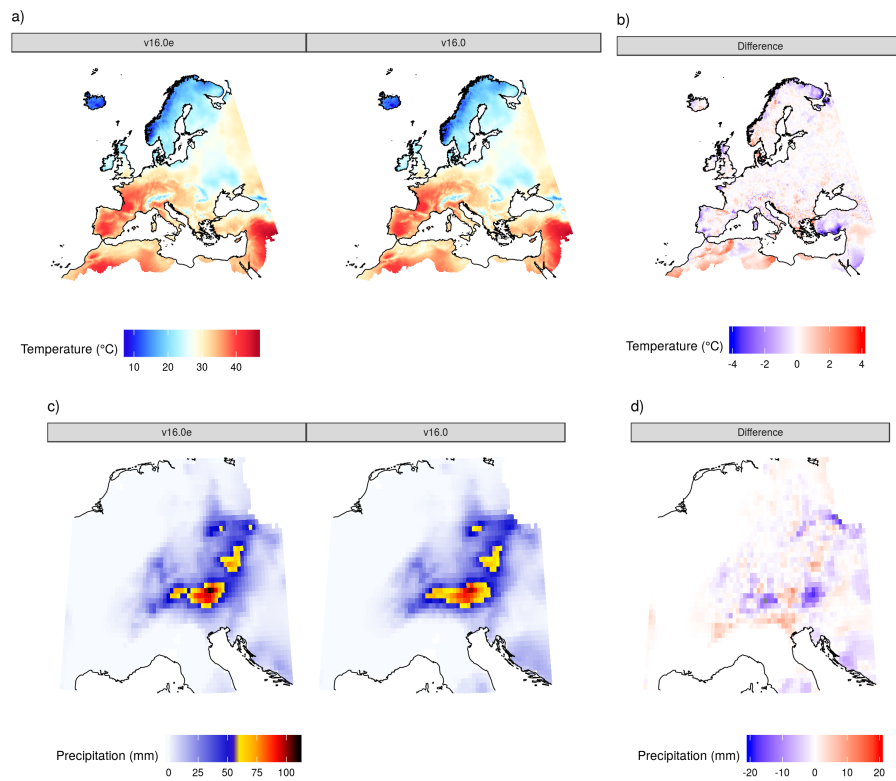 a)
b)
v16.0e v16.0 Difference
Temperature (°C)
10 20 30 40
Temperature (°C)
-4 -2 0 2 4
c)
d)
v16.0e v16.0 Difference
Precipitation (mm)
0 25 50 75 100
Precipitation (mm)
-20 -10 0 10 20